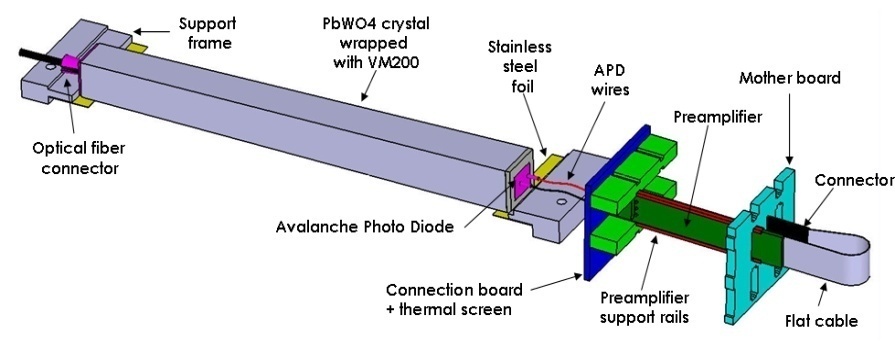 Support
frame
PbWO4 crystal
wrapped
with VM200
Stainless
steel
foil
APD
wires
Mother board
Preamplifier
Connector
Optical fiber
connector
Avalanche Photo Diode
Connection board
+ thermal screen
Preamplifier
support rails
Flat cable